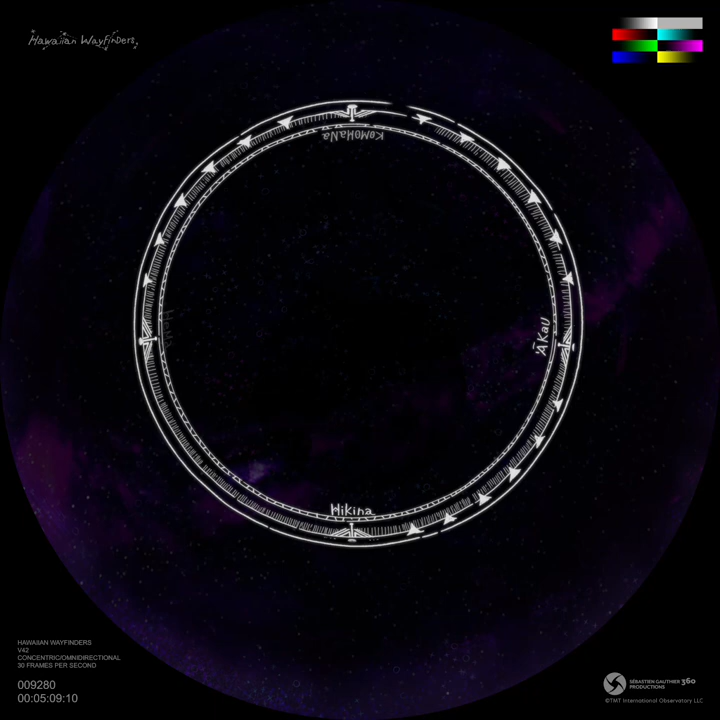 Hawaiian Wayfinders
KoMoHaNa
ĀKaU
Hikina
HAWAIIAN WAYFINDERS
V42
CONCENTRIC/OMNIDIRECTIONAL
30 FRAMES PER SECOND
009280
00:05:09:10
SÉBASTIEN GAUTHIER 360
PRODUCTIONS
©TMT International Observatory LLC